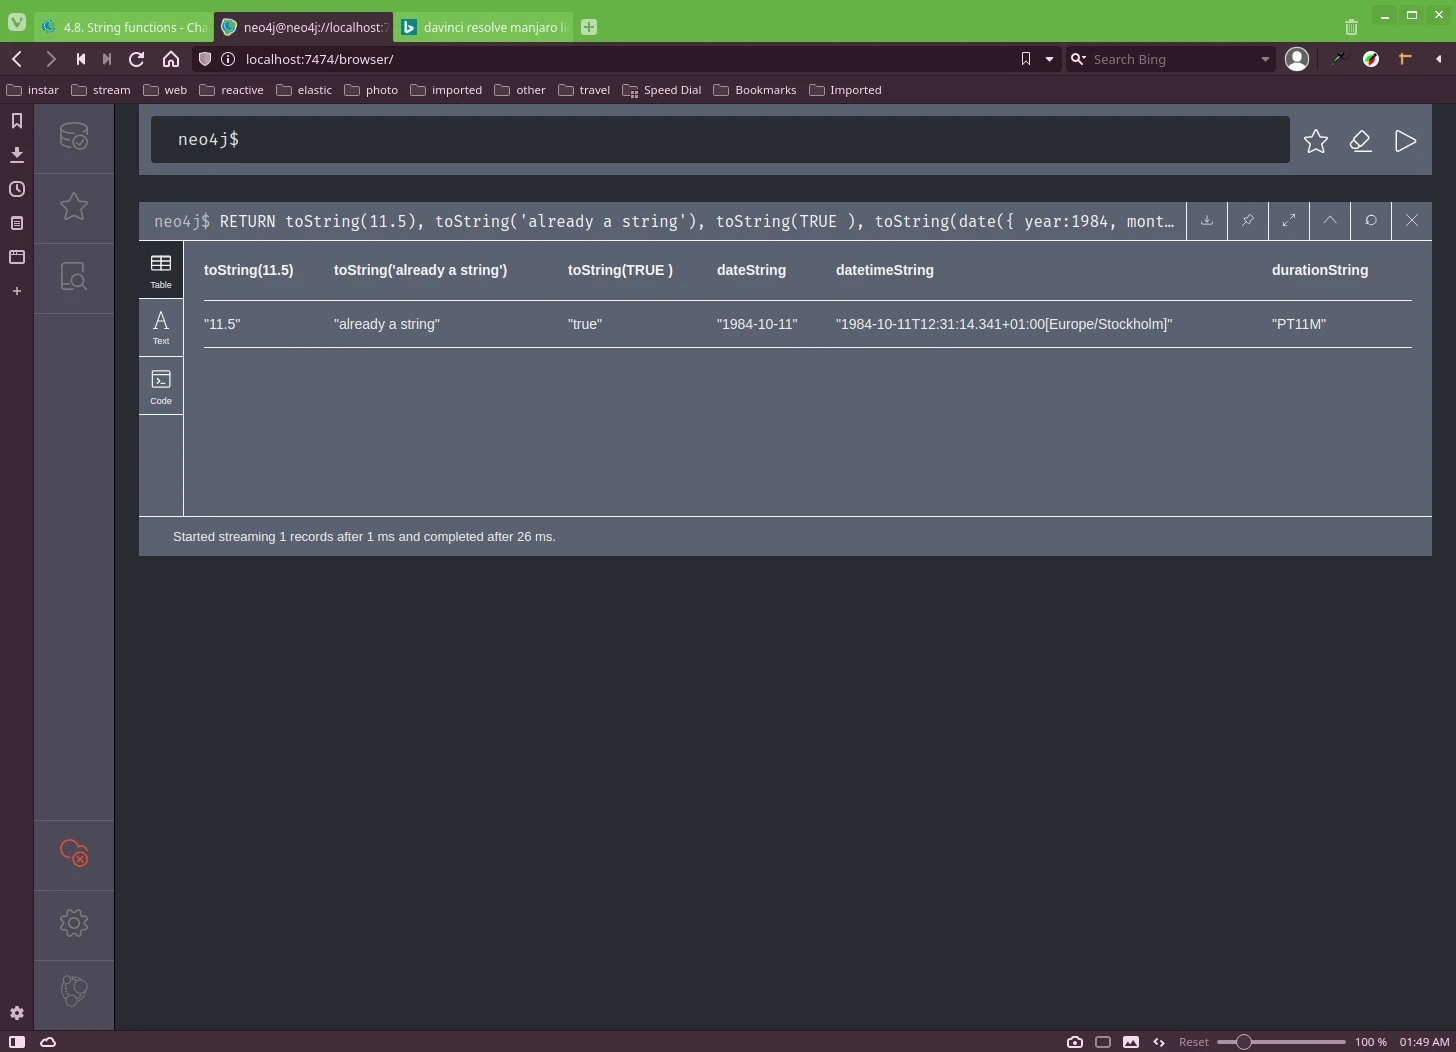 4.8. String functions - Cha
neo4j@neo4j://localhost:7
davinci resolve manjaro li
localhost:7474/browser/
Search Bing
instar
stream
web
reactive
elastic
photo
imported
other
travel
Speed Dial
Bookmarks
Imported
neo4j$
neo4j$ RETURN toString(11.5), toString('already a string'), toString(TRUE ), toString(date({ year:1984, mont…
Table
Text
Code
toString(11.5) toString('already a string') toString(TRUE ) dateString datetimeString durationString
"11.5" "already a string" "true" "1984-10-11" "1984-10-11T12:31:14.341+01:00[Europe/Stockholm]" "PT11M"
Started streaming 1 records after 1 ms and completed after 26 ms.
Reset
100 %
01:49 AM